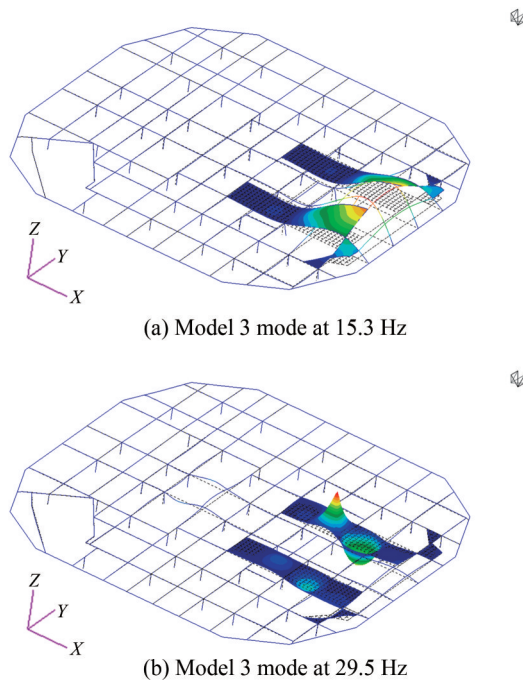 Z
Y
X
(a) Model 3 mode at 15.3 Hz
Z
Y
X
(b) Model 3 mode at 29.5 Hz